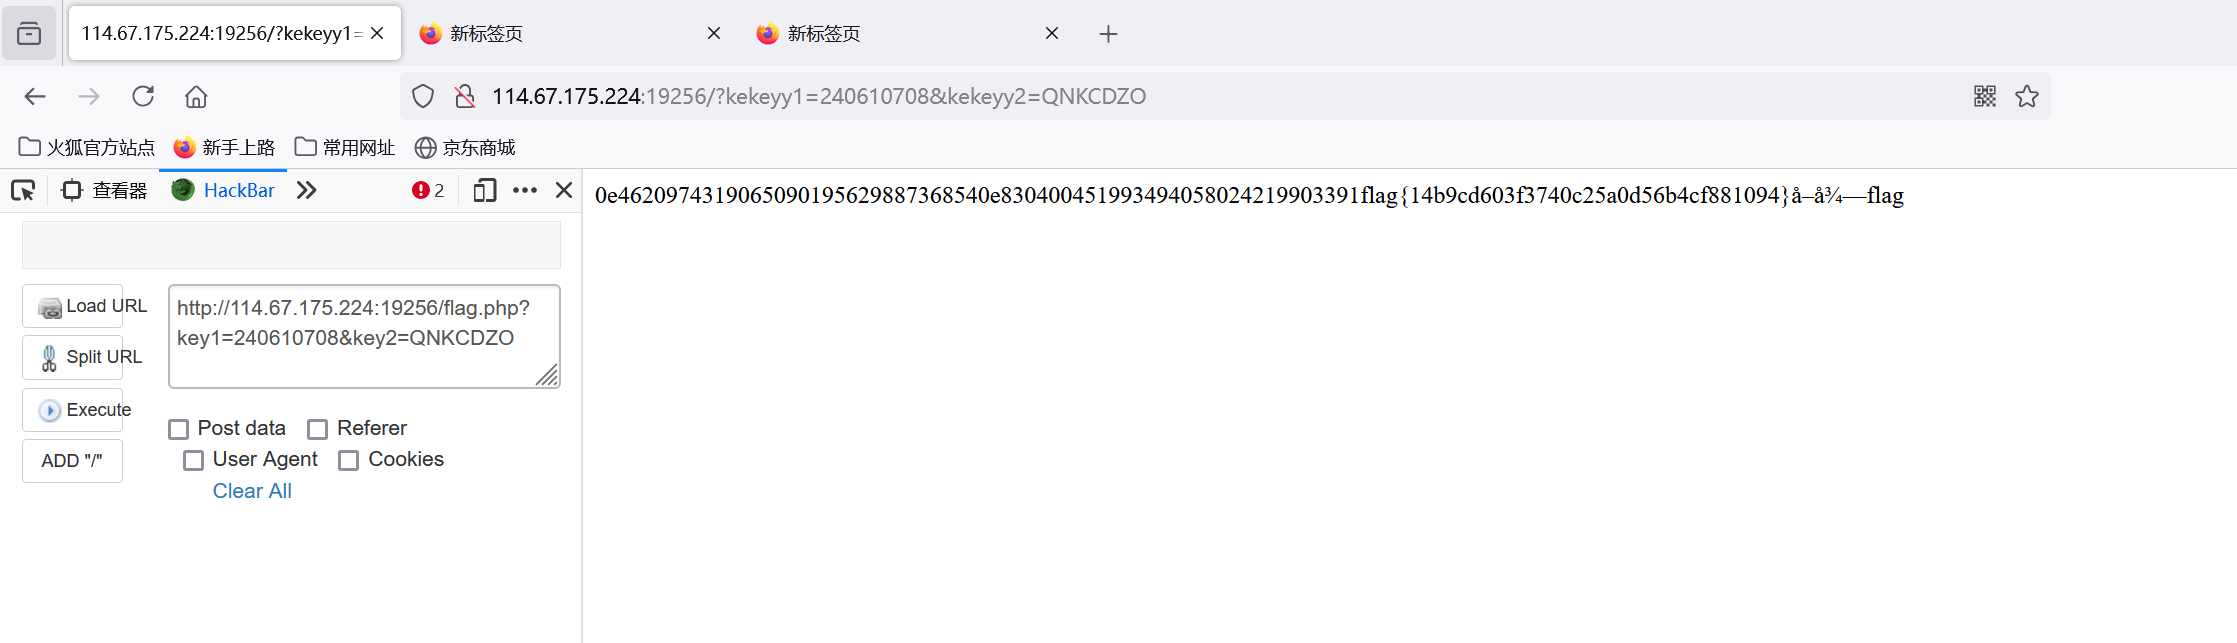 114.67.175.224:19256/?kekeyy1=
新标签页
新标签页
114.67.175.224:19256/?kekeyy1=240610708&kekeyy2=QNKCDZO
火狐官方站点 新手上路 常用网址 京东商城
查看器 HackBar 2
0e4620974319065090195629887368540e830400451993494058024219903391flag{14b9cd603f3740c25a0d56b4cf881094}å–å¾—flag
Load URL
http://114.67.175.224:19256/flag.php?
key1=240610708&key2=QNKCDZO
Split URL
Execute
ADD "/"
Post data Referer
User Agent Cookies
Clear All